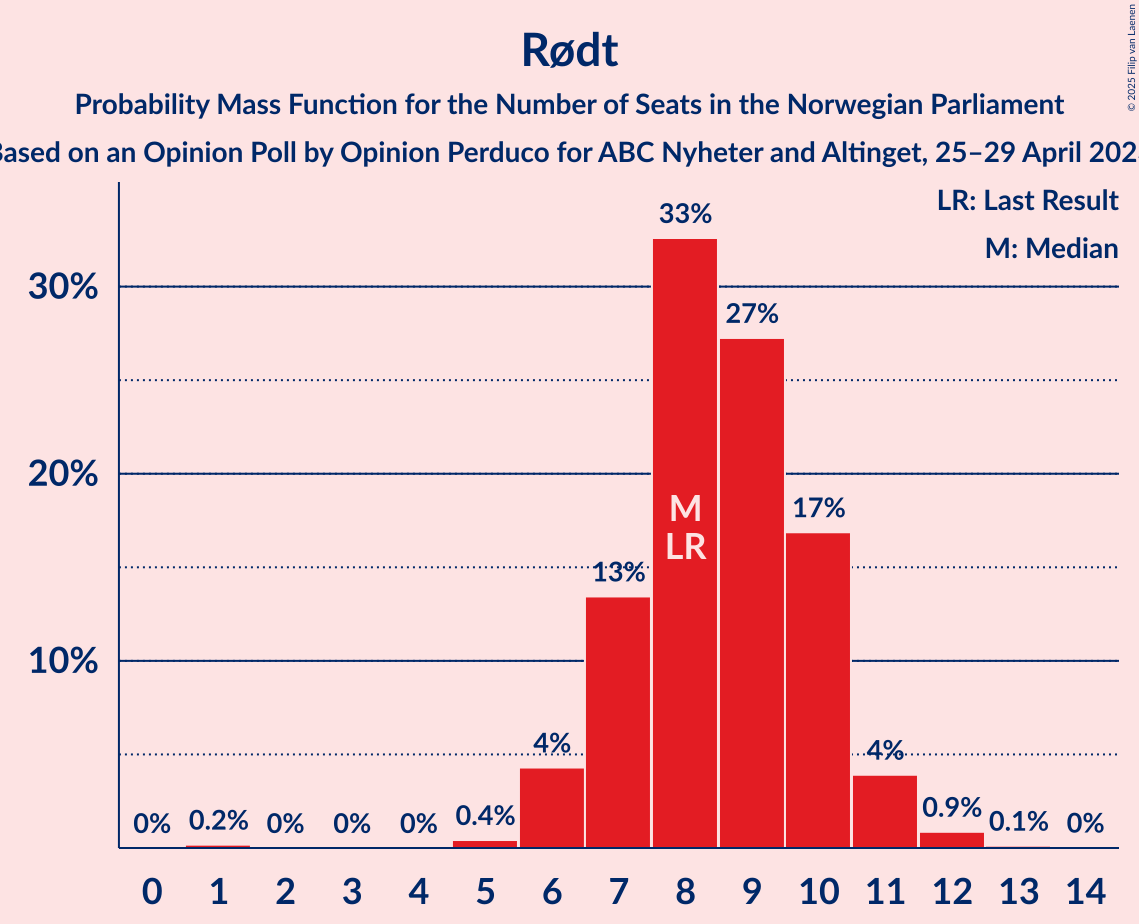 Rødt
Probability Mass Function for the Number of Seats in the Norwegian Parliament
Based on an Opinion Poll by Opinion Perduco for ABC Nyheter and Altinget, 25–29 April 202
© 2025 Filip van Laenen
LR: Last Result
M: Median
30%
20%
10%
0%
0.2%
0%
0%
0%
0.4%
4%
13%
33%
27%
17%
4%
0.9%
0.1%
0%
M
LR
0 1 2 3 4 5 6 7 8 9 10 11 12 13 14